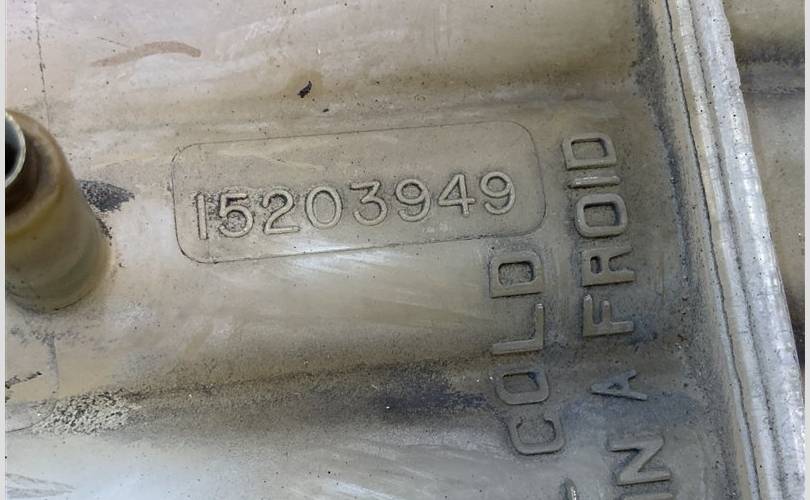 15203949
COLD
IN A FROID